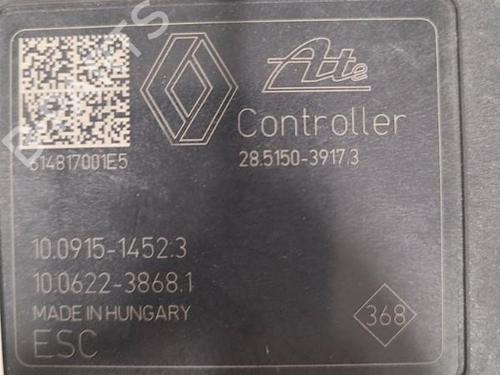 Ate
Controller
614817001E5
28.5150-3917.3
10.0915-1452.3
10.0622-3868.1
MADE IN HUNGARY
368
ESC